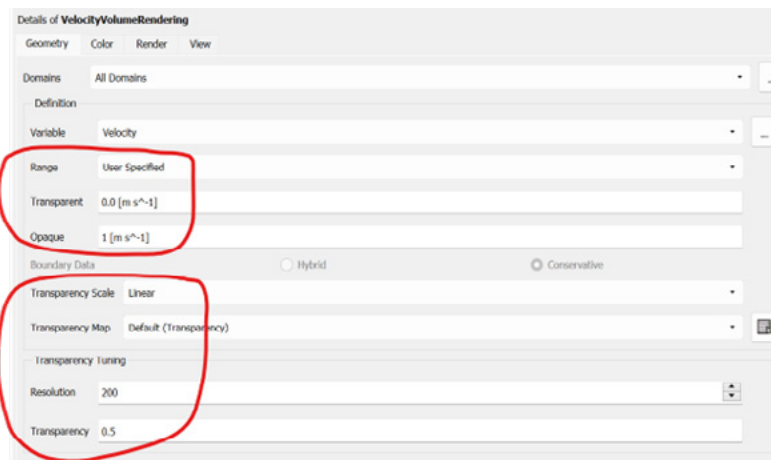 Details of VelocityVolumeRendering
Geometry Color Render View
Domains All Domains
Definition
Variable Velocity ...
Range User Specified
Transparent 0.0 [m s^-1]
Opaque 1 [m s^-1]
Boundary Data Hybrid Conservative
Transparency Scale Linear
Transparency Map Default (Transparency)
Transparency Tuning
Resolution 200
Transparency 0.5